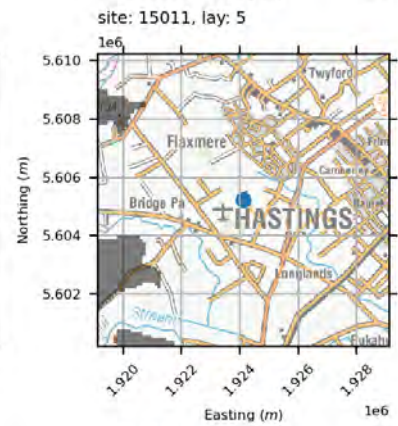 site: 15011, lay: 5
1e6
5.610
5.608
5.606
5.604
5.602
Northing (m)
Twyford
Flaxmere
Bridge Pa
HASTINGS
Longlands
Stream
1.920
1.922
1.924
1.926
1.928
1e6
Easting (m)